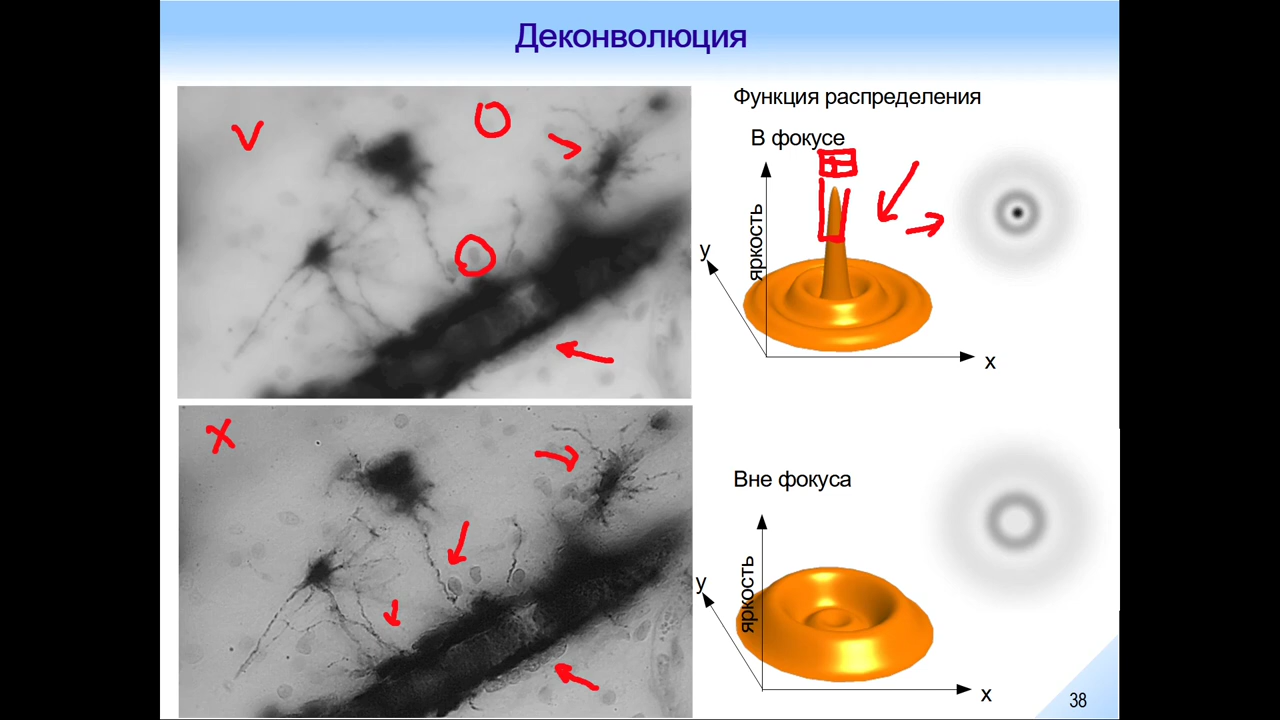 Деконволюция
Функция распределения
В фокусе
яркость
y
x
Вне фокуса
яркость
y
x
38